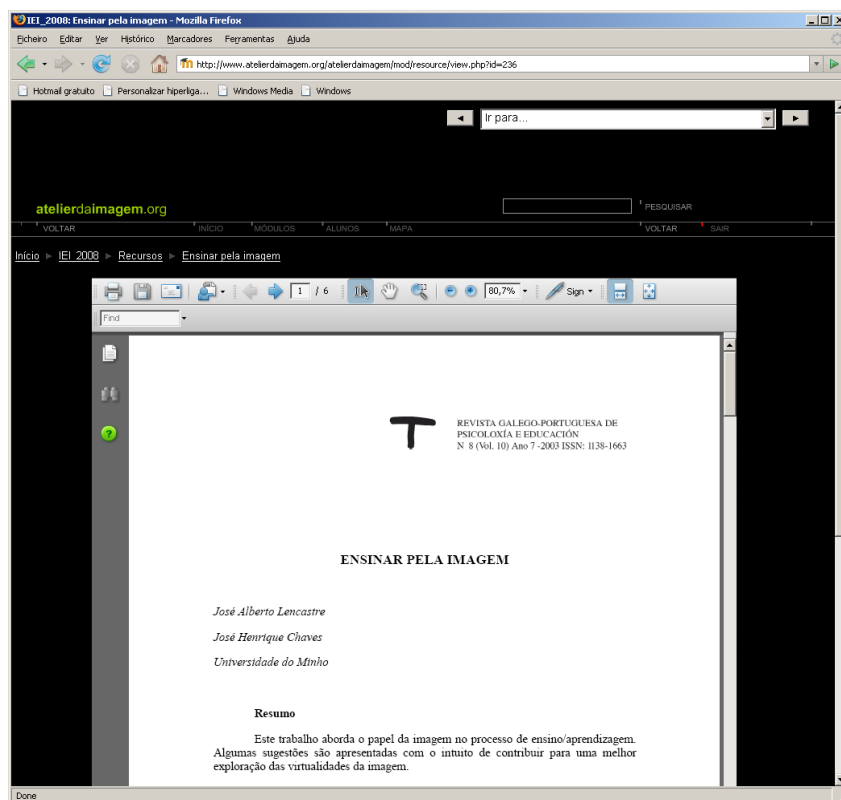 IEI_2008: Ensinar pela imagem - Mozilla Firefox
Ficheiro Editar Ver Histórico Marcadores Ferramentas Ajuda
http://www.atelierdaimagem.org/atelierdaimagem/mod/resource/view.php?id=236
Hotmail gratuito Personalizar hiperliga... Windows Media Windows
Ir para...
atelierdaimagem.org PESQUISAR
VOLTAR INÍCIO MÓDULOS ALUNOS MAPA VOLTAR SAIR
Início ► IEI_2008 ► Recursos ► Ensinar pela imagem
1 / 6 80,7% Sign
Find
T
REVISTA GALEGO-PORTUGUESA DE
PSICOLOXÍA E EDUCACIÓN
N 8 (Vol. 10) Ano 7 -2003 ISSN: 1138-1663
ENSINAR PELA IMAGEM
José Alberto Lencastre
José Henrique Chaves
Universidade do Minho
Resumo
Este trabalho aborda o papel da imagem no processo de ensino/aprendizagem.
Algumas sugestões são apresentadas com o intuito de contribuir para uma melhor
exploração das virtualidades da imagem.
Done